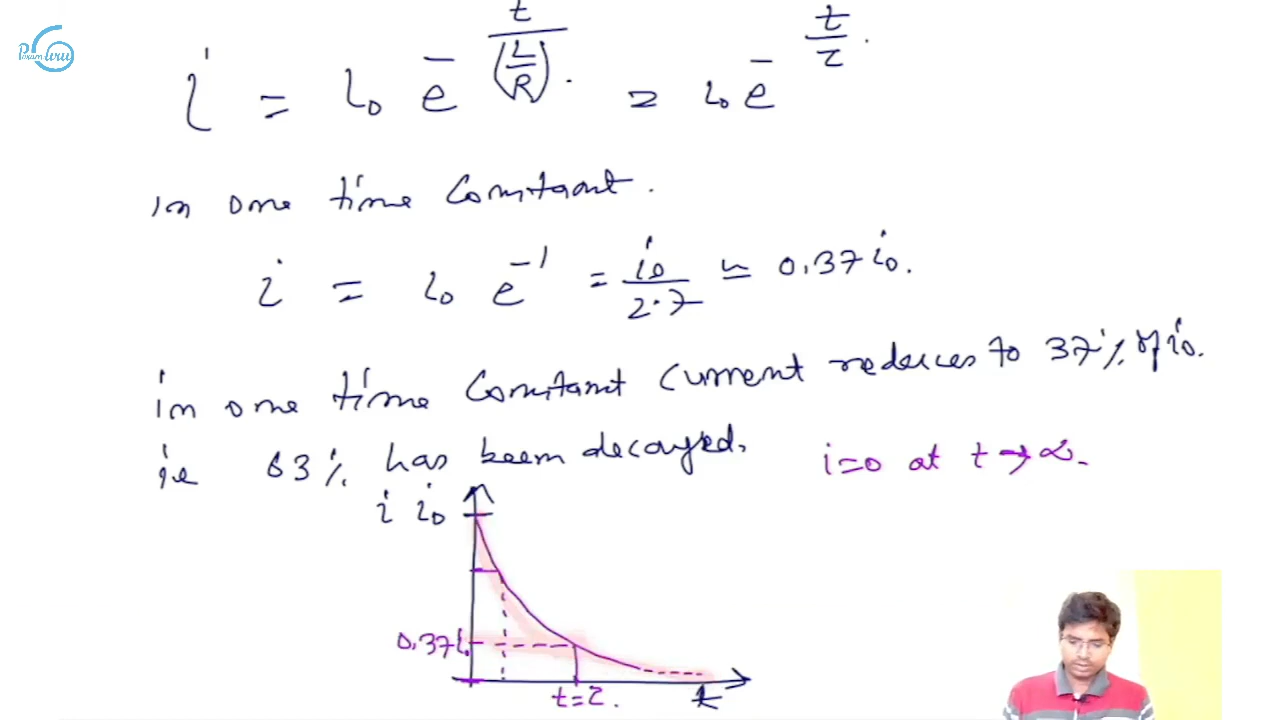 PhysicsGuru
i = i₀ e^(-t/(L/R)) . = i₀ e^(-t/τ) .
in one time constant .
i = i₀ e⁻¹ = i₀/2.7 ≃ 0.37 i₀.
in one time constant current reduces to 37% of i₀.
ie 63% has been decayed. i=0 at t→∞.
i i₀
0.37i₀
t=τ. t